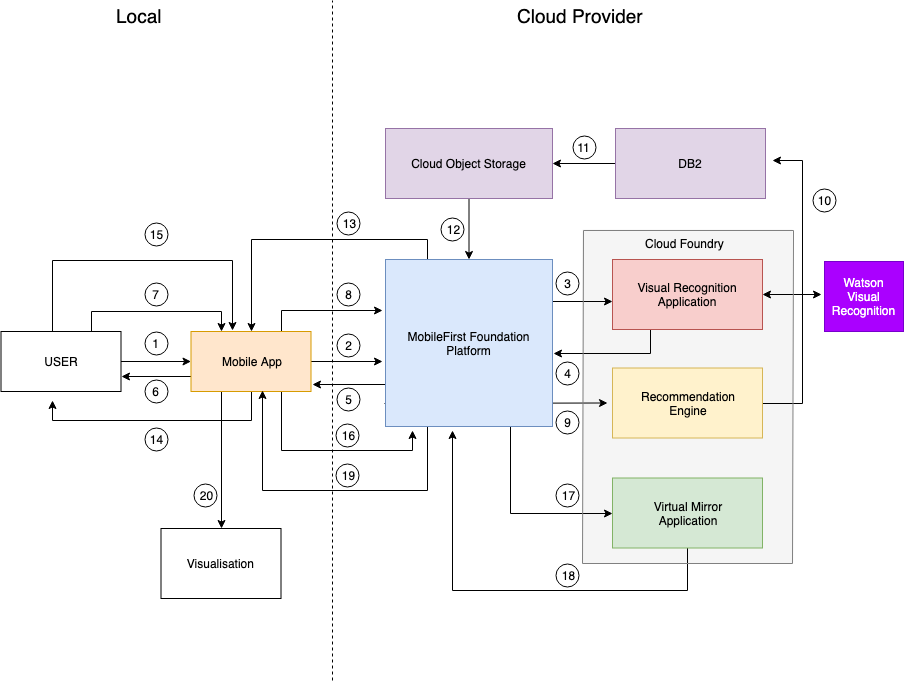 Local
Cloud Provider
Cloud Object Storage
11
DB2
10
12
13
15
Cloud Foundry
7
8
3
Visual Recognition
Application
Watson
Visual
Recognition
USER
1
Mobile App
2
MobileFirst Foundation
Platform
6
5
4
14
16
9
Recommendation
Engine
19
20
17
Virtual Mirror
Application
Visualisation
18